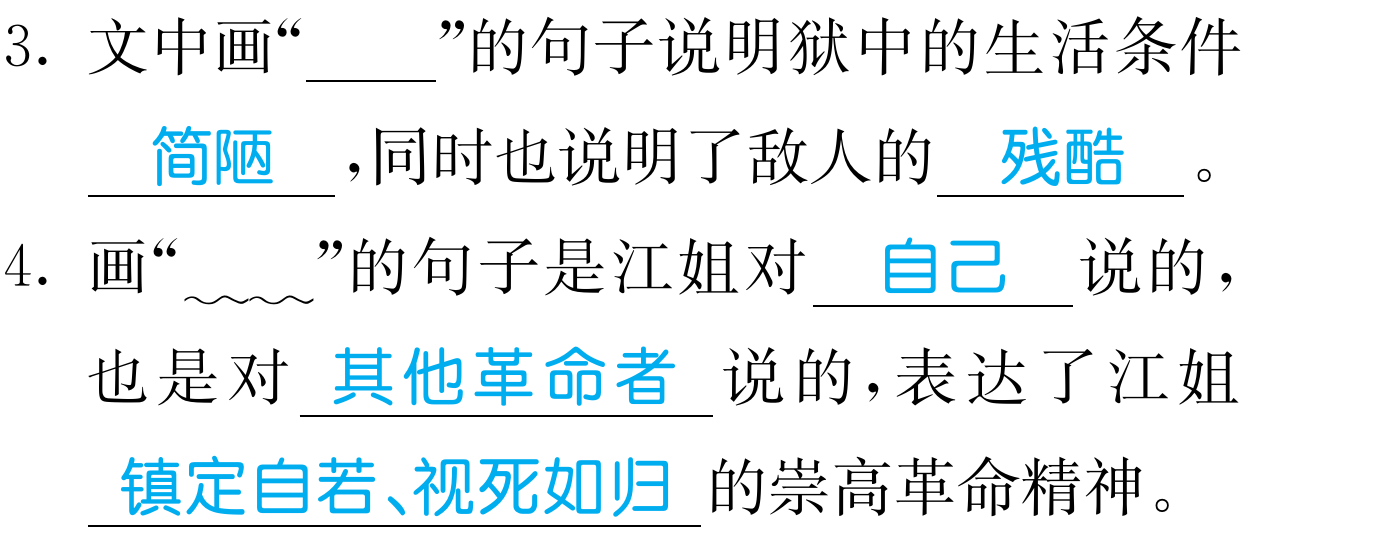 3. 文中画“____”的句子说明狱中的生活条件
简陋,同时也说明了敌人的残酷。
4. 画“﹏﹏”的句子是江姐对自己说的,
也是对其他革命者说的,表达了江姐
镇定自若、视死如归的崇高革命精神。